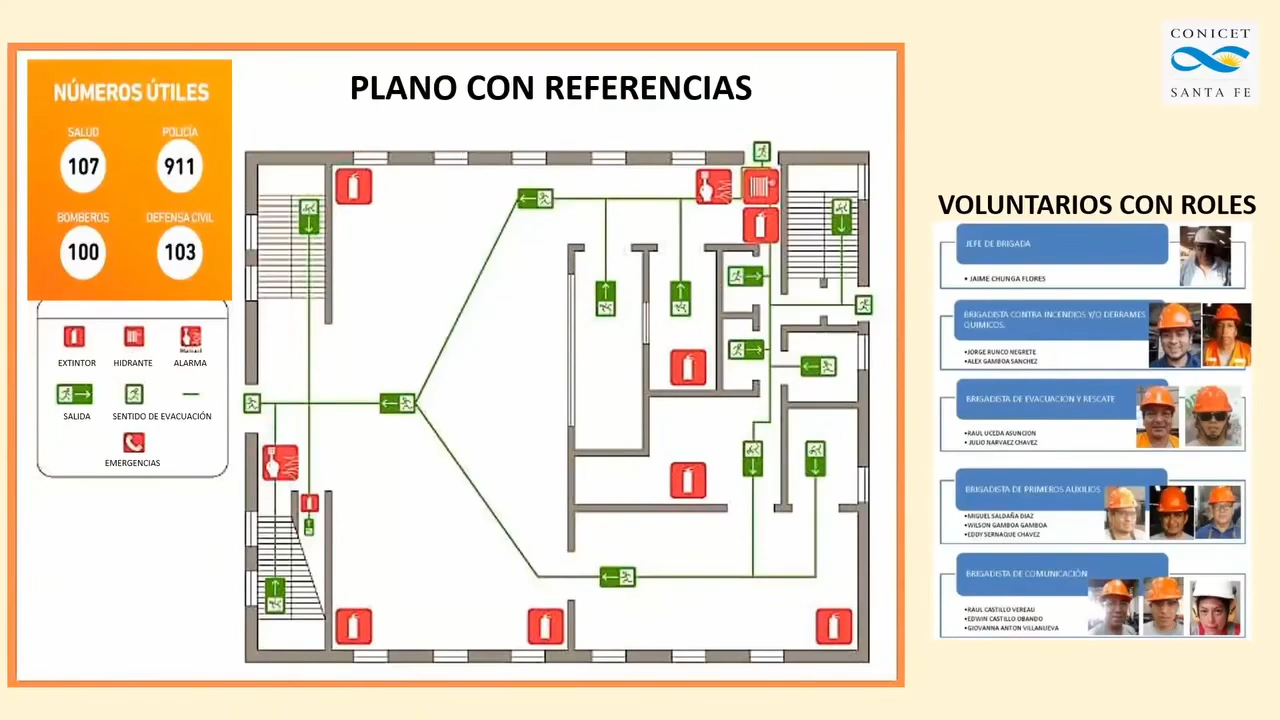 CONICET
SANTA FE
NÚMEROS ÚTILES
SALUD
POLICÍA
107
911
BOMBEROS
DEFENSA CIVIL
100
103
PLANO CON REFERENCIAS
Manual
EXTINTOR
HIDRANTE
ALARMA
SALIDA
SENTIDO DE EVACUACIÓN
EMERGENCIAS
VOLUNTARIOS CON ROLES
JEFE DE BRIGADA
• JAIME CHUNGA FLORES
BRIGADISTA CONTRA INCENDIOS Y/O DERRAMES
QUIMICOS.
•JORGE RUNCO NEGRETE
•ALEX GAMBOA SANCHEZ
BRIGADISTA DE EVACUACION Y RESCATE
•RAUL UCEDA ASUNCION
• JULIO NARVAEZ CHAVEZ
BRIGADISTA DE PRIMEROS AUXILIOS
•MIGUEL SALDAÑA DIAZ
•WILSON GAMBOA GAMBOA
•EDDY SERNAQUE CHAVEZ
BRIGADISTA DE COMUNICACIÓN
•RAUL CASTILLO VEREAU
•EDWIN CASTILLO OBANDO
•GIOVANNA ANTON VILLANUEVA